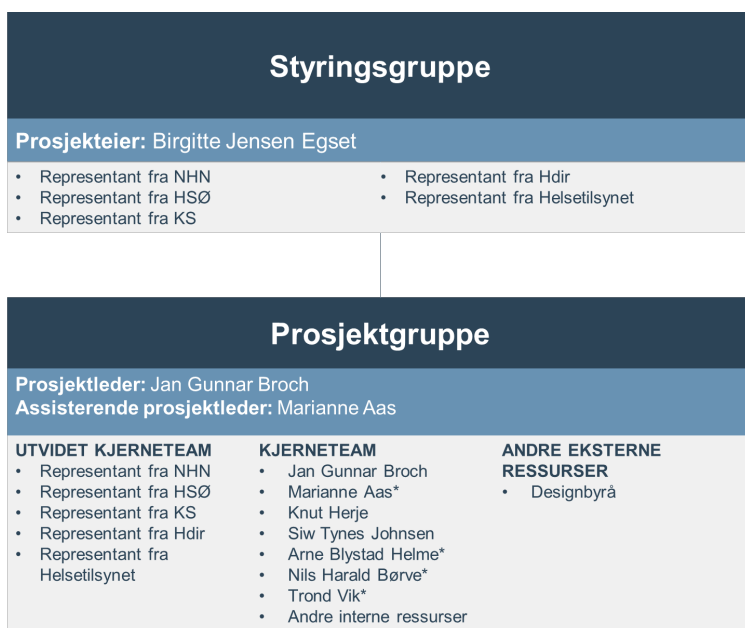 Styringsgruppe
Prosjekteier: Birgitte Jensen Egset
• Representant fra NHN
• Representant fra HSØ
• Representant fra KS
• Representant fra Hdir
• Representant fra Helsetilsynet
Prosjektgruppe
Prosjektleder: Jan Gunnar Broch
Assisterende prosjektleder: Marianne Aas
UTVIDET KJERNETEAM
• Representant fra NHN
• Representant fra HSØ
• Representant fra KS
• Representant fra Hdir
• Representant fra
Helsetilsynet
KJERNETEAM
• Jan Gunnar Broch
• Marianne Aas*
• Knut Herje
• Siw Tynes Johnsen
• Arne Blystad Helme*
• Nils Harald Børve*
• Trond Vik*
• Andre interne ressurser
ANDRE EKSTERNE
RESSURSER
• Designbyrå